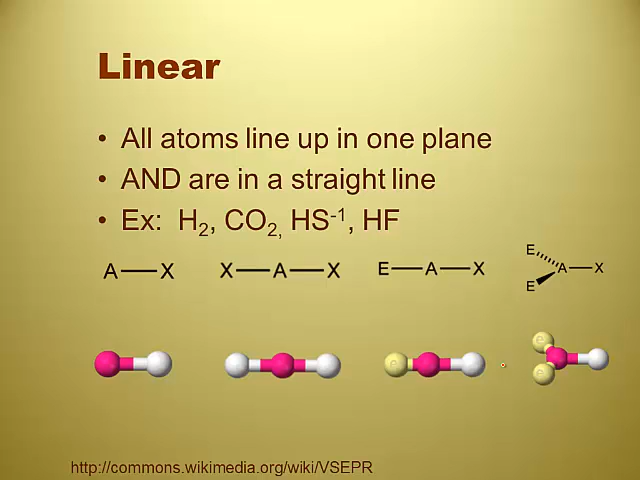 Linear
• All atoms line up in one plane
• AND are in a straight line
• Ex: H2, CO2, HS-1, HF
A X
X A X
E A X
E
A X
E
e
e
e
http://commons.wikimedia.org/wiki/VSEPR